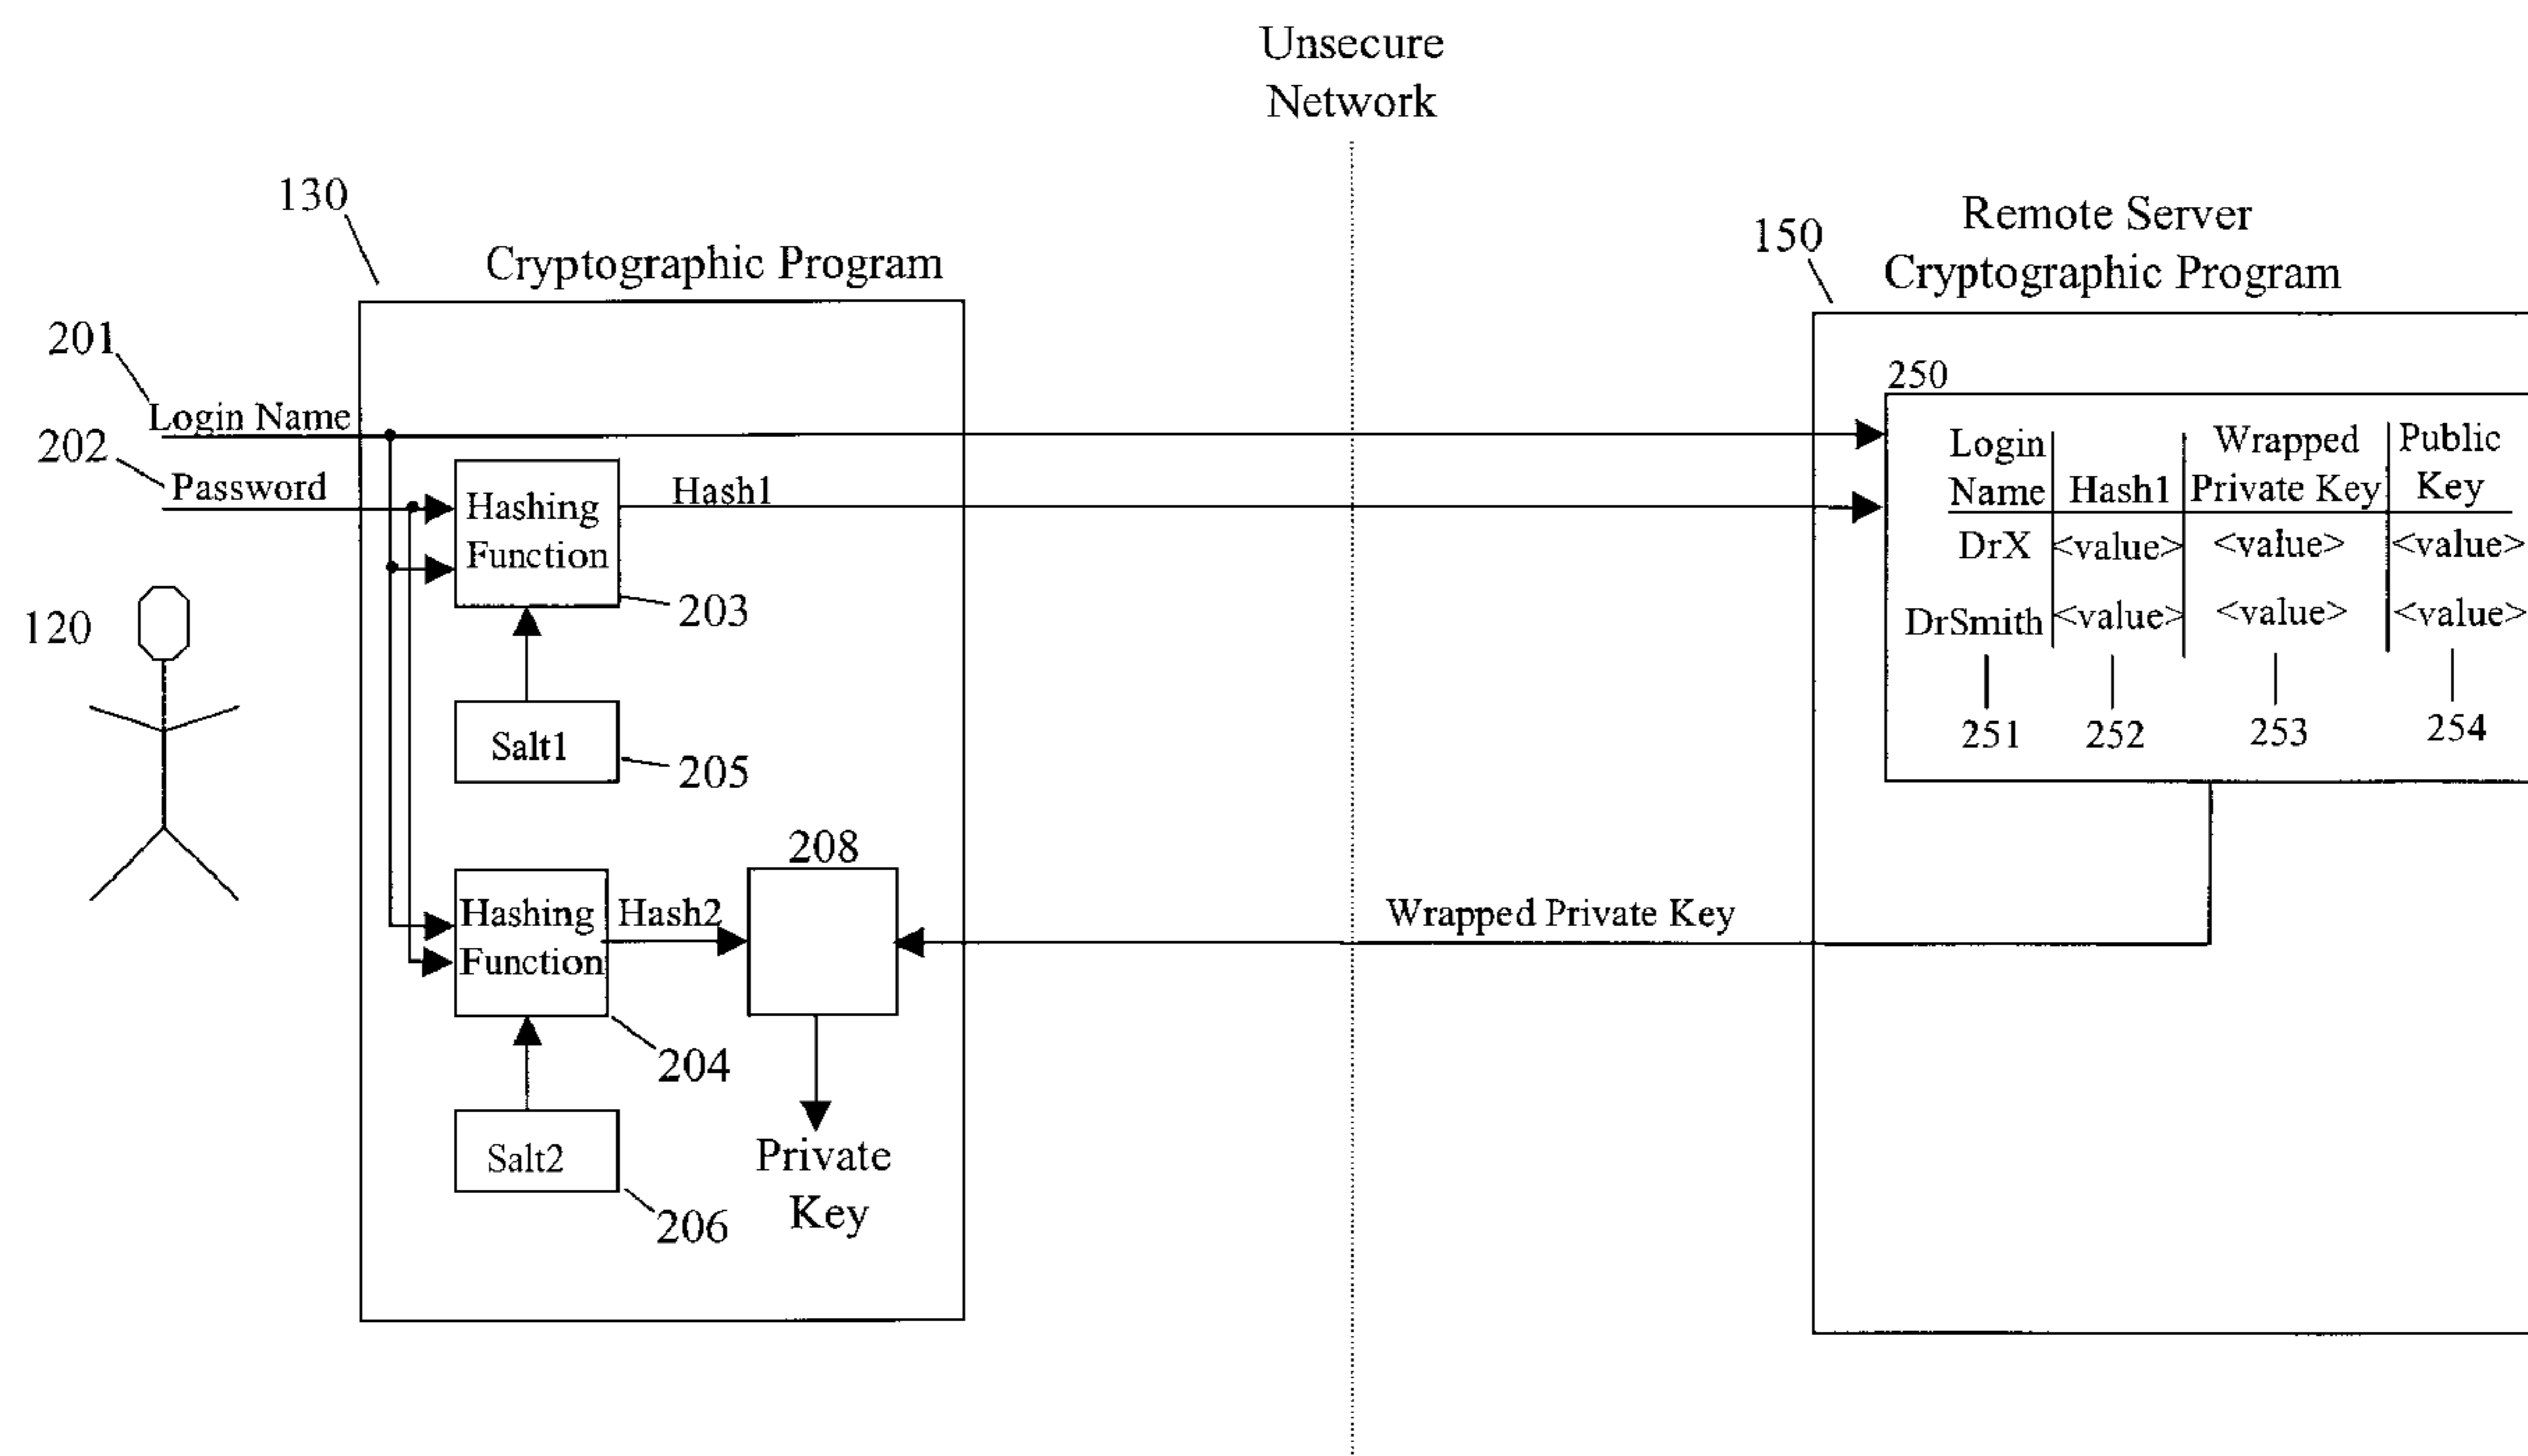 Unsecure
Network
130
Cryptographic Program
150
Remote Server
Cryptographic Program
201
Login Name
202
Password
Hashing
Function
Hash1
203
Salt1
205
120
208
Hashing
Function
Hash2
204
Salt2
206
Private
Key
Wrapped Private Key
250
Login
Name
Hash1
Wrapped
Private Key
Public
Key
DrX <value> <value> <value>
DrSmith <value> <value> <value>
251 252 253 254